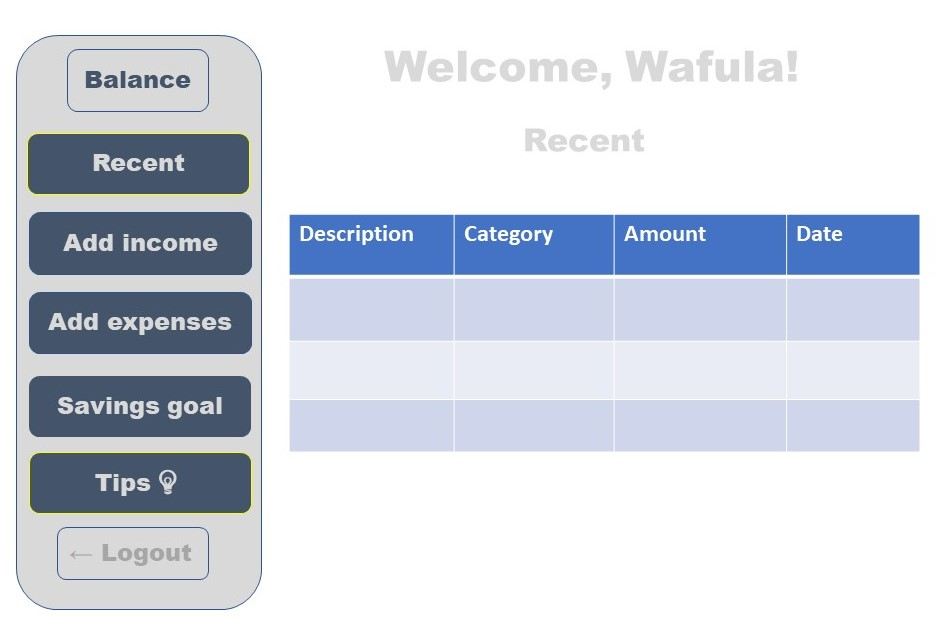 Balance
Recent
Add income
Add expenses
Savings goal
Tips
← Logout
Welcome, Wafula!
Recent
Description Category Amount Date